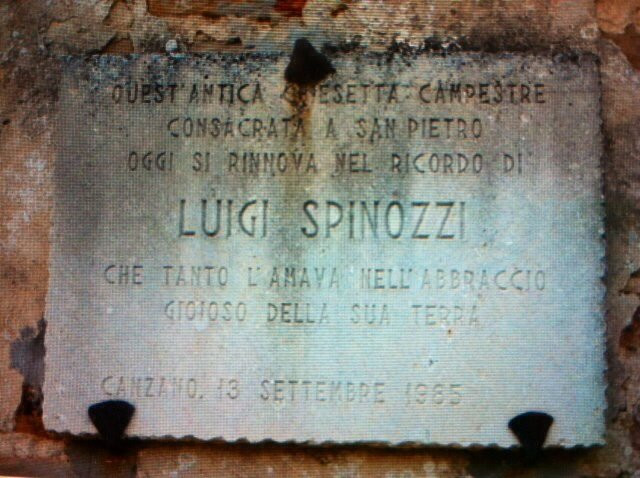 QUEST'ANTICA CHIESETTA CAMPESTRE
CONSACRATA A SAN PIETRO
OGGI SI RINNOVA NEL RICORDO DI
LUIGI SPINOZZI
CHE TANTO L'AMAVA NELL'ABBRACCIO
GIOIOSO DELLA SUA TERRA
CANZANO, 13 SETTEMBRE 1985